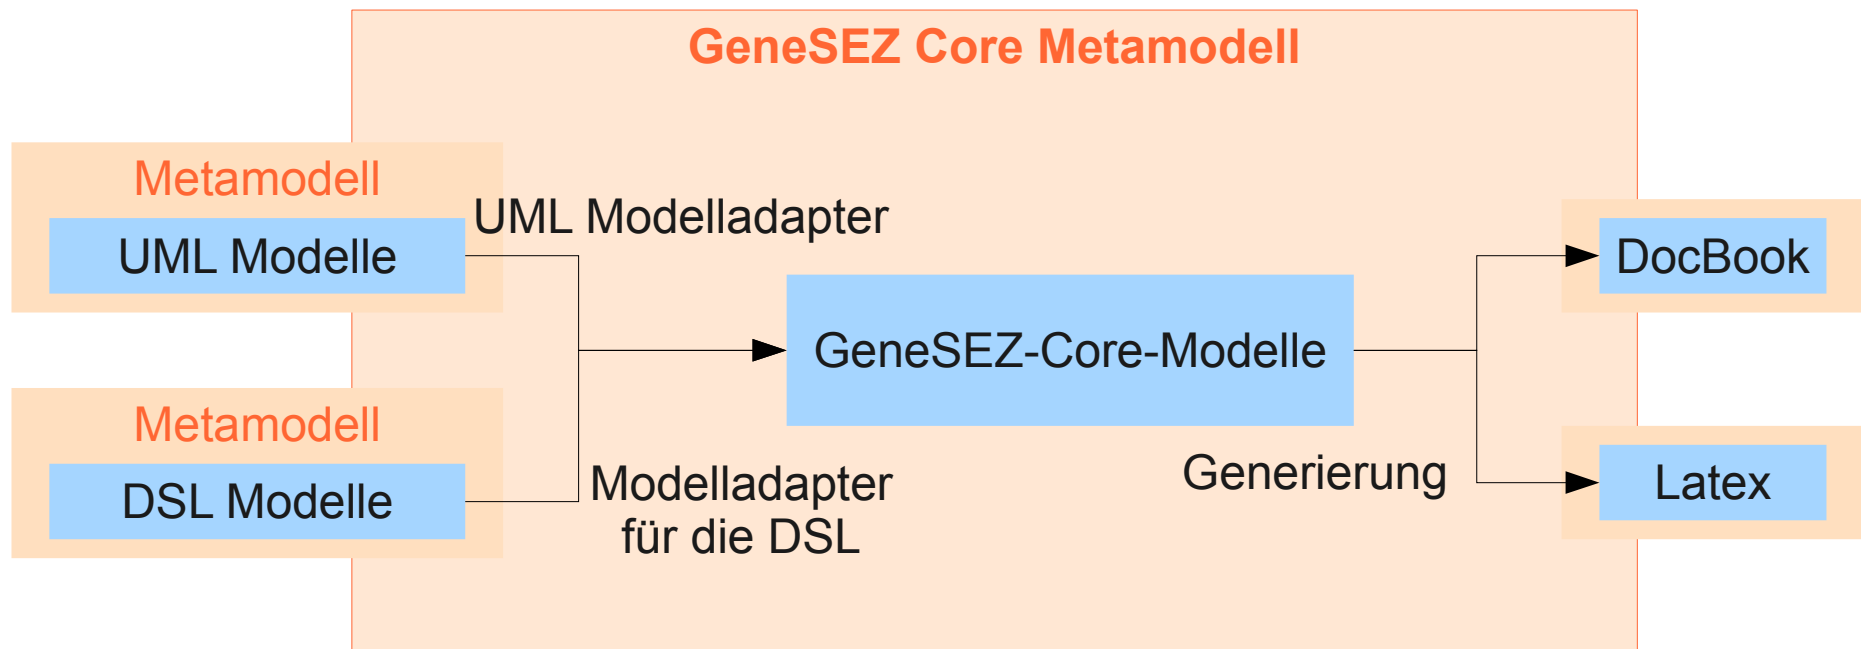 GeneSEZ Core Metamodell
Metamodell
UML Modelle
UML Modelladapter
Metamodell
DSL Modelle
Modelladapter
für die DSL
GeneSEZ-Core-Modelle
Generierung
DocBook
Latex